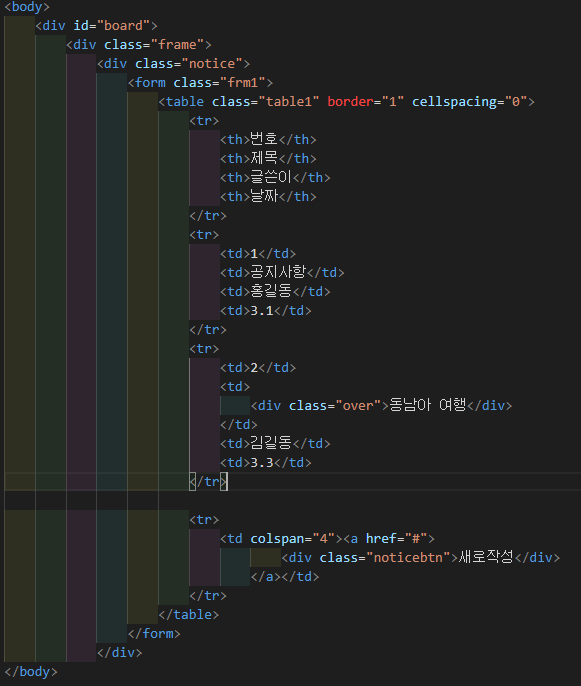 <body>
<div id="board">
<div class="frame">
<div class="notice">
<form class="frm1">
<table class="table1" border="1" cellspacing="0">
<tr>
<th>번호</th>
<th>제목</th>
<th>글쓴이</th>
<th>날짜</th>
</tr>
<tr>
<td>1</td>
<td>공지사항</td>
<td>홍길동</td>
<td>3.1</td>
</tr>
<tr>
<td>2</td>
<td>
<div class="over">동남아 여행</div>
</td>
<td>김길동</td>
<td>3.3</td>
</tr>
<tr>
<td colspan="4"><a href="#">
<div class="noticebtn">새로작성</div>
</a></td>
</tr>
</table>
</form>
</div>
</body>